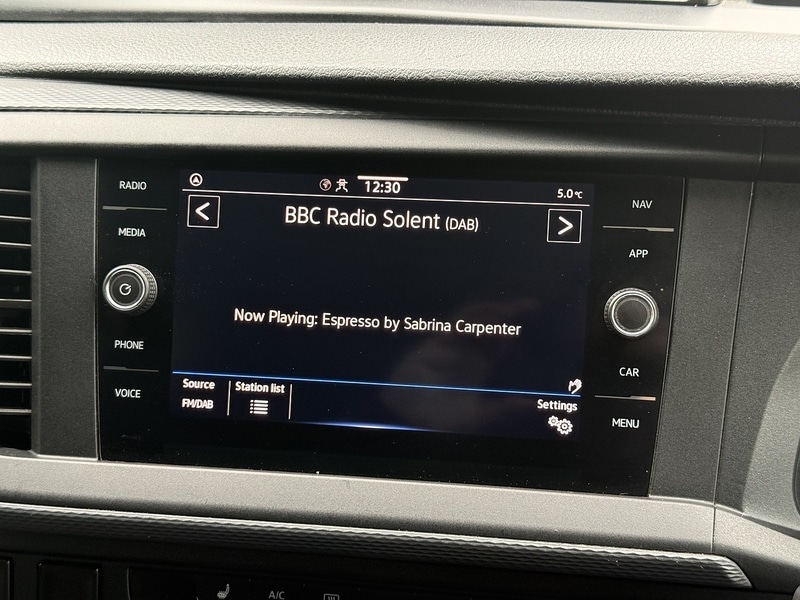 RADIO
MEDIA
PHONE
VOICE
12:30
5.0°C
BBC Radio Solent (DAB)
Now Playing: Espresso by Sabrina Carpenter
Source
FM/DAB
Station list
Settings
NAV
APP
CAR
MENU
A/C